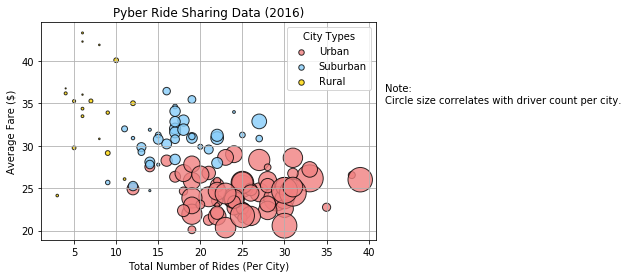 Pyber Ride Sharing Data (2016)
Average Fare ($)
40
35
30
25
20
City Types
Urban
Suburban
Rural
Note:
Circle size correlates with driver count per city.
5
10
15
20
25
30
35
40
Total Number of Rides (Per City)